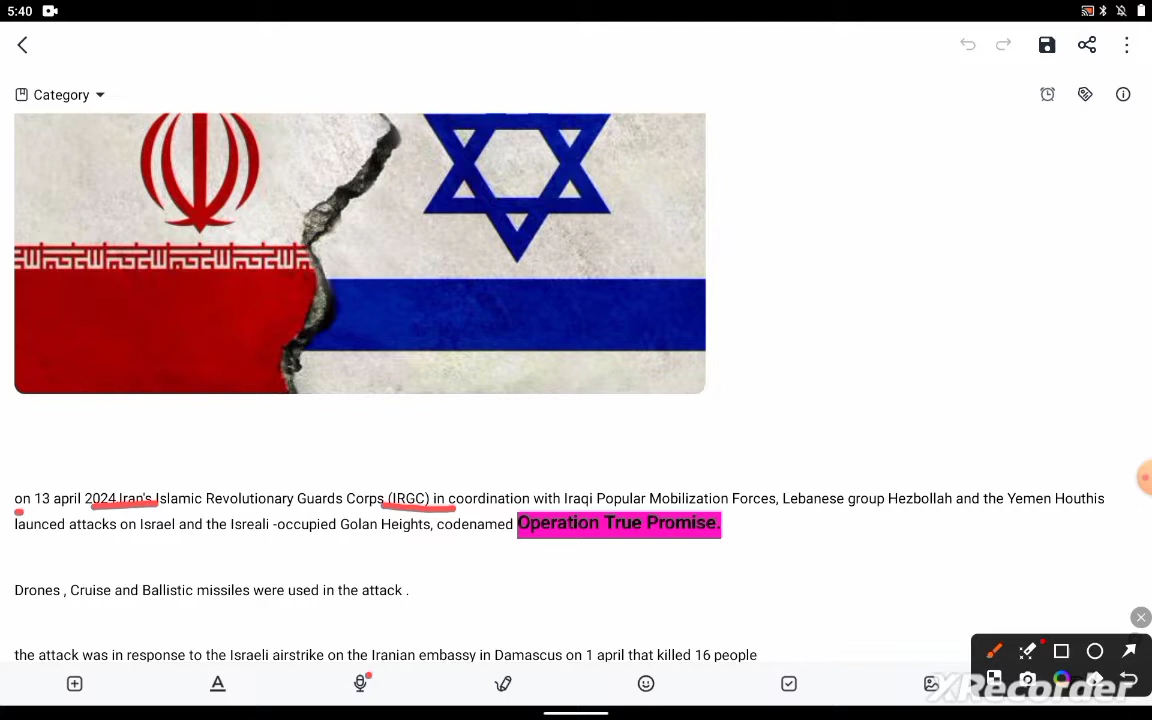 5:40
Category
on 13 april 2024 Iran's Islamic Revolutionary Guards Corps (IRGC) in coordination with Iraqi Popular Mobilization Forces, Lebanese group Hezbollah and the Yemen Houthis
launced attacks on Israel and the Isreali -occupied Golan Heights, codenamed Operation True Promise.
Drones , Cruise and Ballistic missiles were used in the attack .
the attack was in response to the Israeli airstrike on the Iranian embassy in Damascus on 1 april that killed 16 people
XRecorder